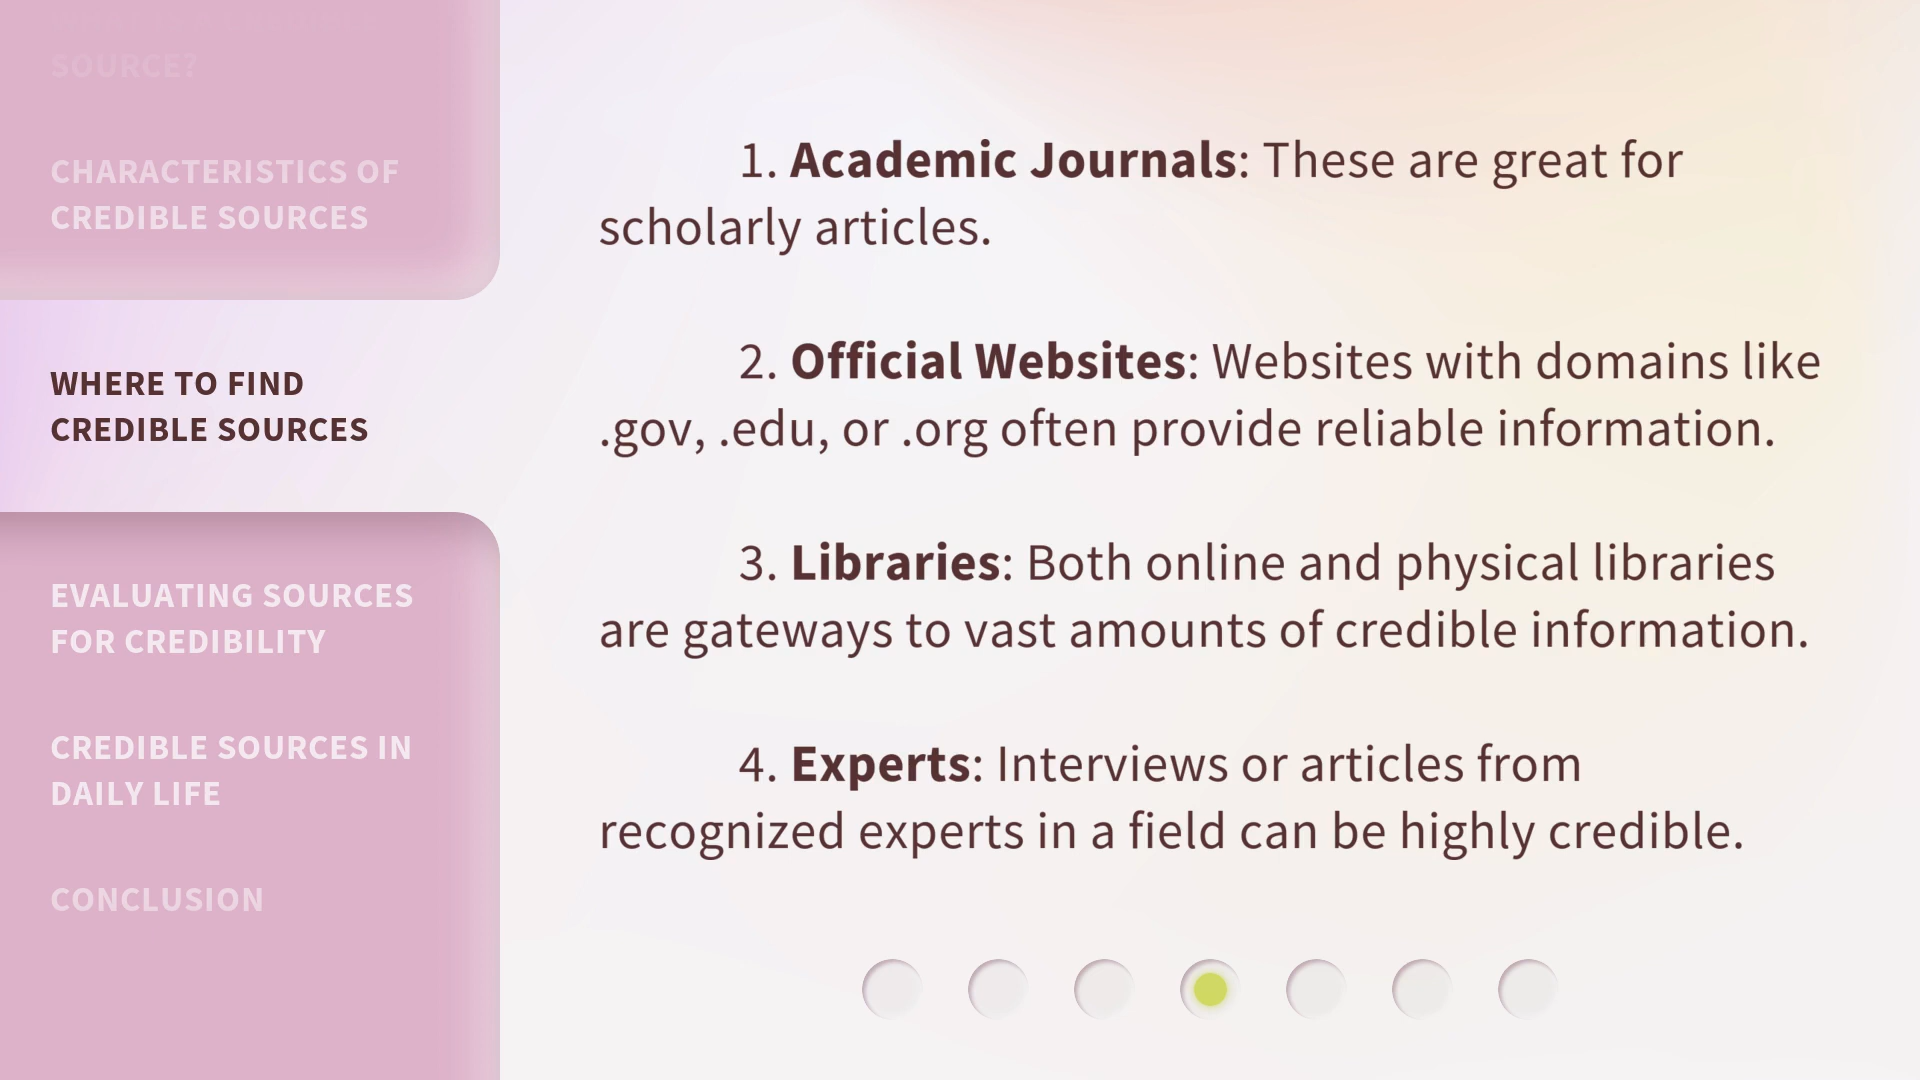 SOURCE?
CHARACTERISTICS OF
CREDIBLE SOURCES
WHERE TO FIND
CREDIBLE SOURCES
EVALUATING SOURCES
FOR CREDIBILITY
CREDIBLE SOURCES IN
DAILY LIFE
CONCLUSION
1. Academic Journals: These are great for
scholarly articles.
2. Official Websites: Websites with domains like
.gov, .edu, or .org often provide reliable information.
3. Libraries: Both online and physical libraries
are gateways to vast amounts of credible information.
4. Experts: Interviews or articles from
recognized experts in a field can be highly credible.